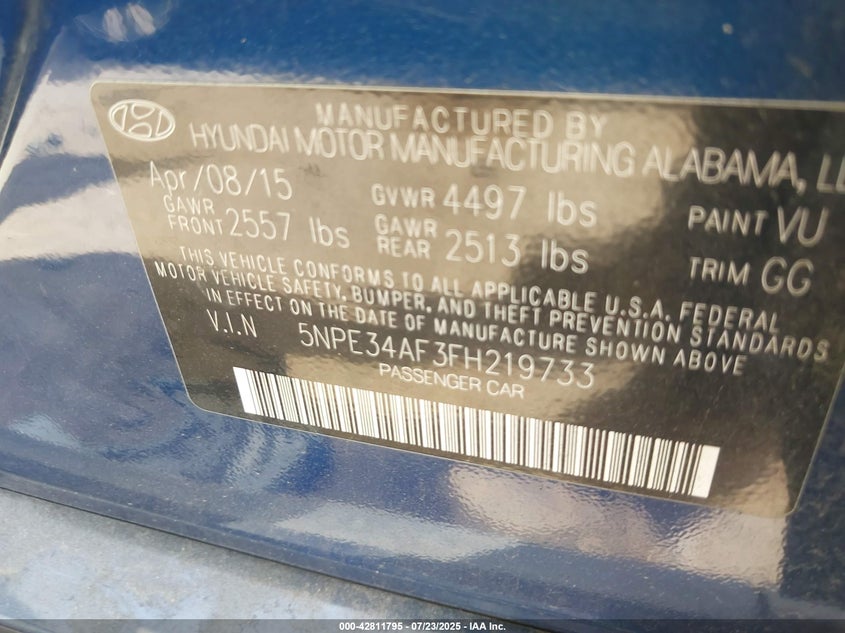 MANUFACTURED BY
HYUNDAI MOTOR MANUFACTURING ALABAMA,
Apr/08/15 GVWR 4497 lbs PAINT VU
GAWR FRONT 2557 lbs GAWR REAR 2513 lbs TRIM GG
THIS VEHICLE CONFORMS TO ALL APPLICABLE U.S.A. FEDERAL
MOTOR VEHICLE SAFETY, BUMPER, AND THEFT PREVENTION STANDARDS
IN EFFECT ON THE DATE OF MANUFACTURE SHOWN ABOVE
V.I.N 5NPE34AF3FH219733
PASSENGER CAR
000-42811795 - 07/23/2025 - IAA Inc.